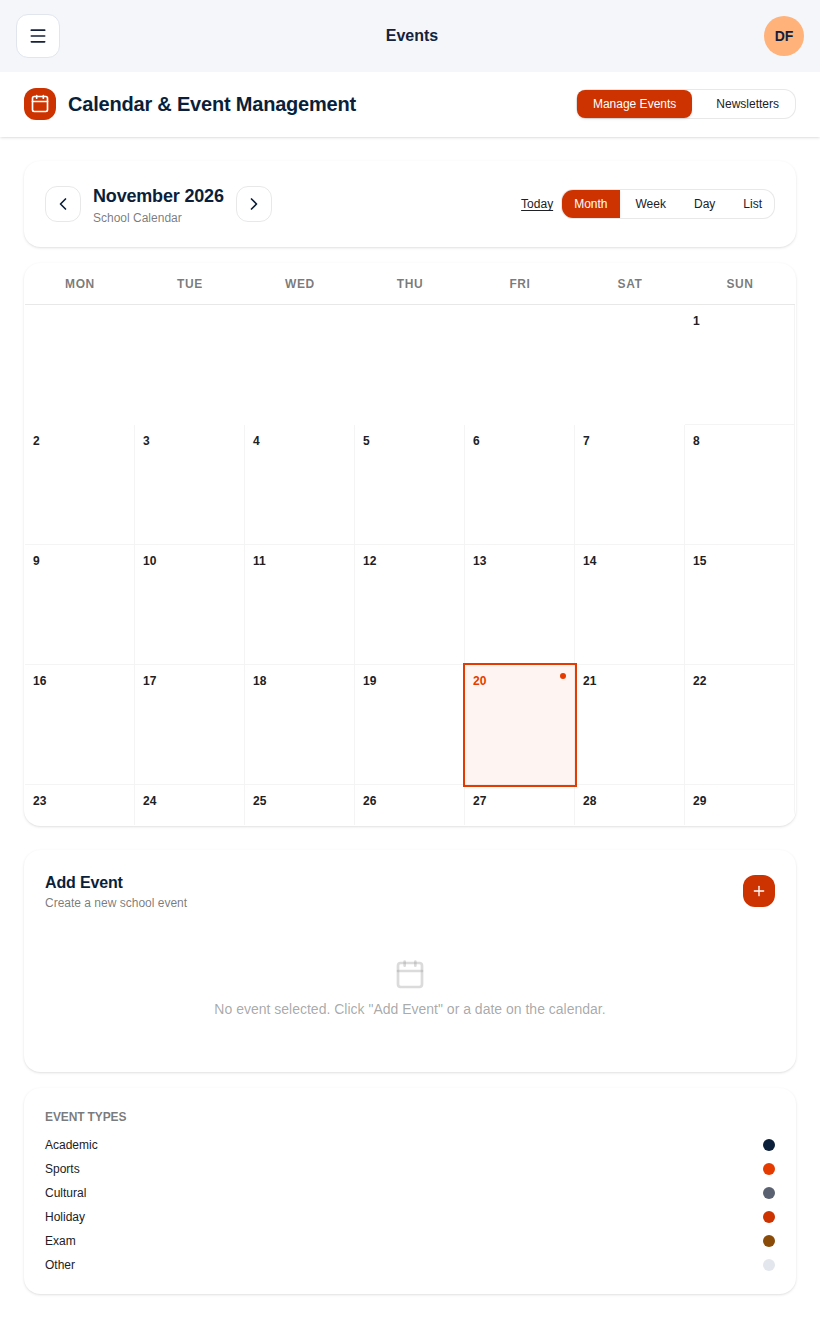 Events
DF
Calendar & Event Management
Manage Events
Newsletters
November 2026
School Calendar
Today
Month
Week
Day
List
MON TUE WED THU FRI SAT SUN
1
2 3 4 5 6 7 8
9 10 11 12 13 14 15
16 17 18 19 20 21 22
23 24 25 26 27 28 29
Add Event
Create a new school event
No event selected. Click "Add Event" or a date on the calendar.
EVENT TYPES
Academic
Sports
Cultural
Holiday
Exam
Other